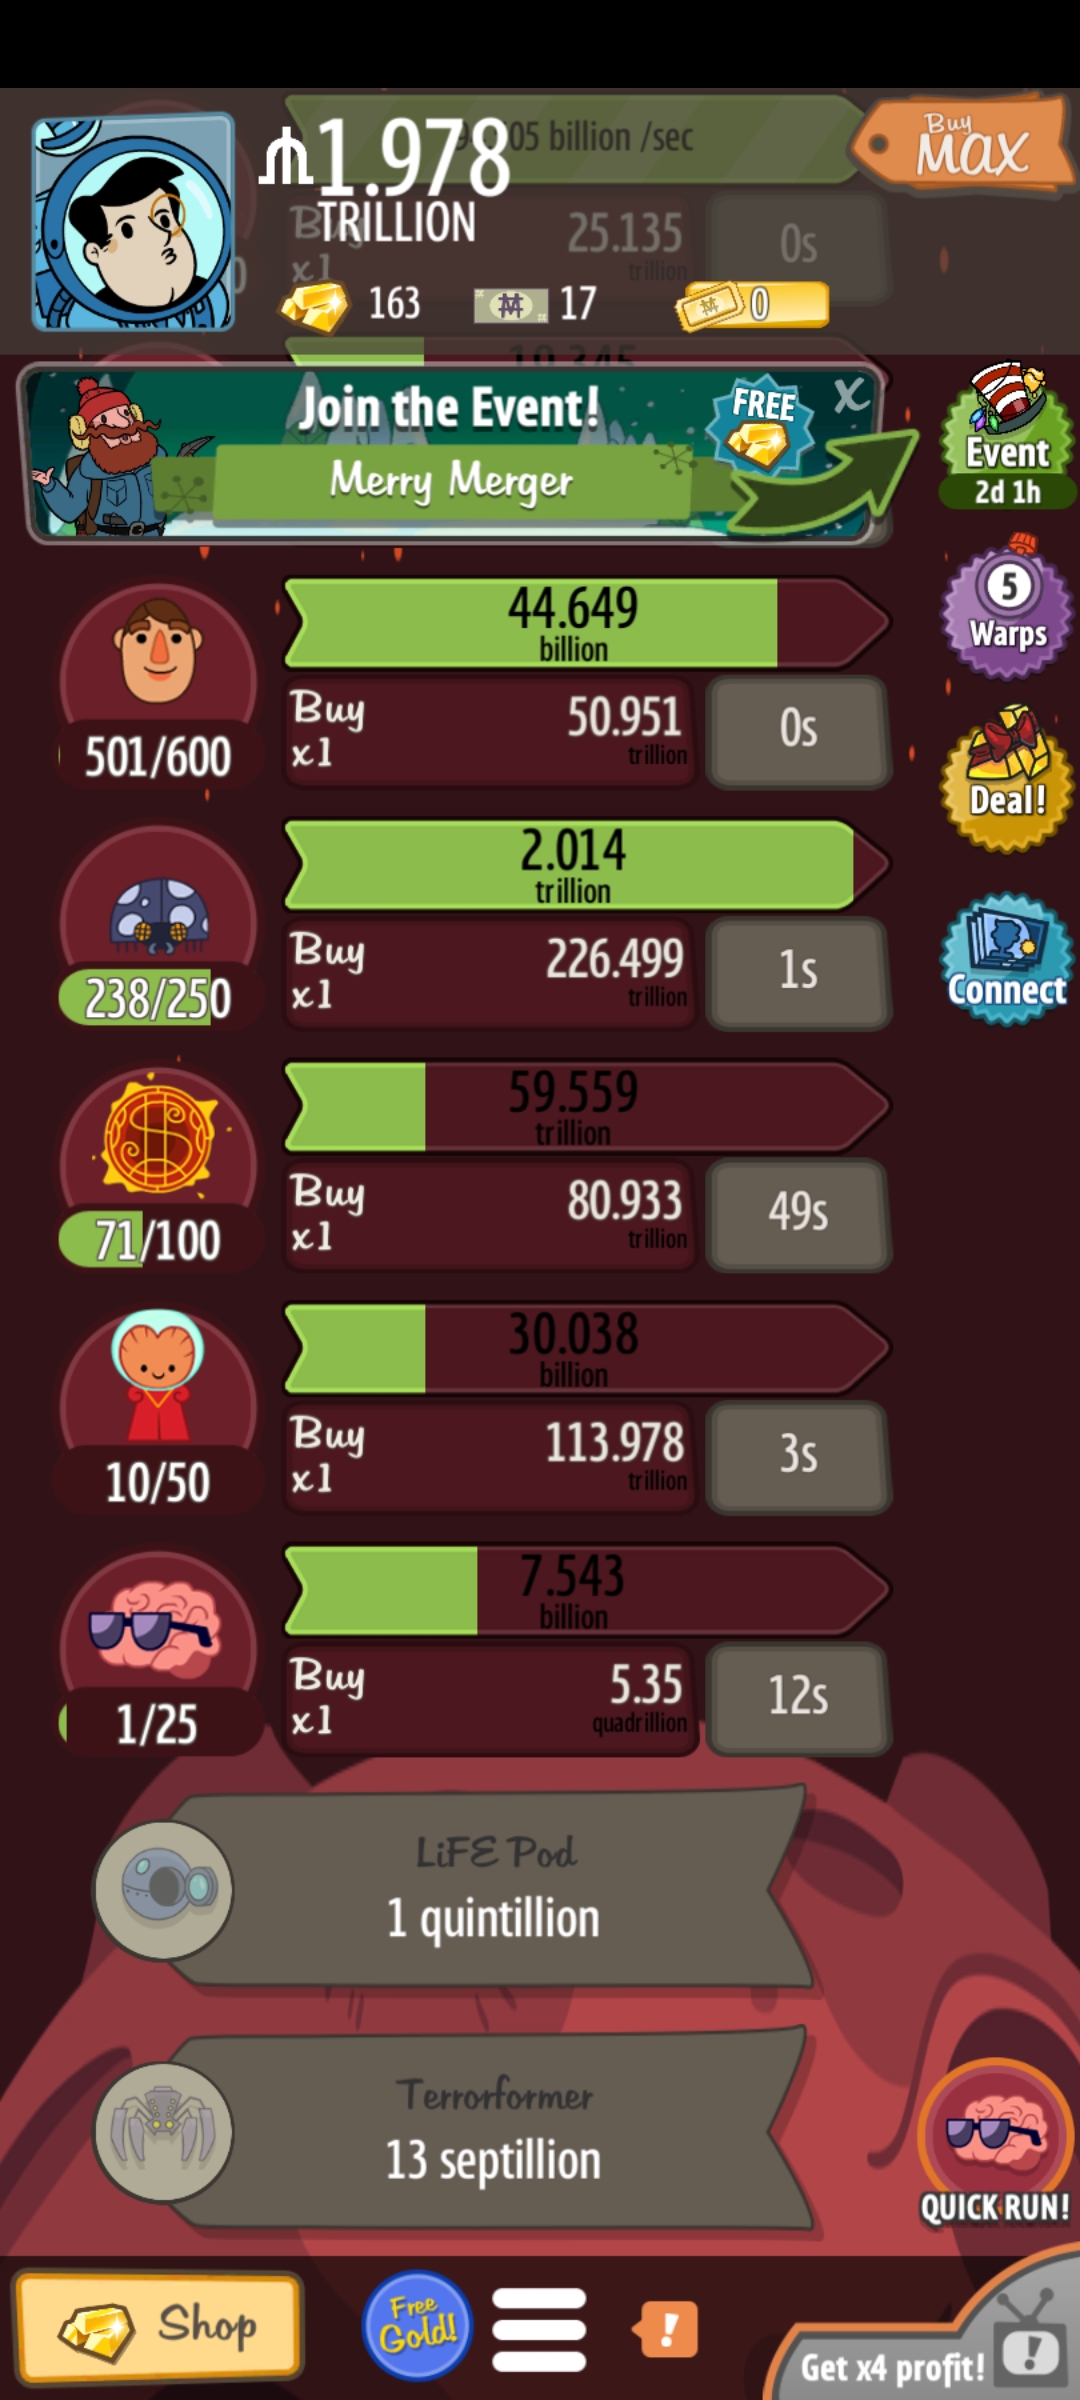 1.978
TRILLION
05 billion /sec
Buy
MAX
Buy
x1
25.135
trillion
0s
163
17
0
10.345
Join the Event!
Merry Merger
FREE
X
Event
2d 1h
44.649
billion
501/600
Buy
x1
50.951
trillion
0s
5
Warps
2.014
trillion
238/250
Buy
x1
226.499
trillion
1s
Deal!
Connect
59.559
trillion
71/100
Buy
x1
80.933
trillion
49s
30.038
billion
10/50
Buy
x1
113.978
trillion
3s
7.543
billion
1/25
Buy
x1
5.35
quadrillion
12s
LiFE Pod
1 quintillion
Terrorformer
13 septillion
QUICK RUN!
Shop
Free
Gold!
!
Get x4 profit!
!